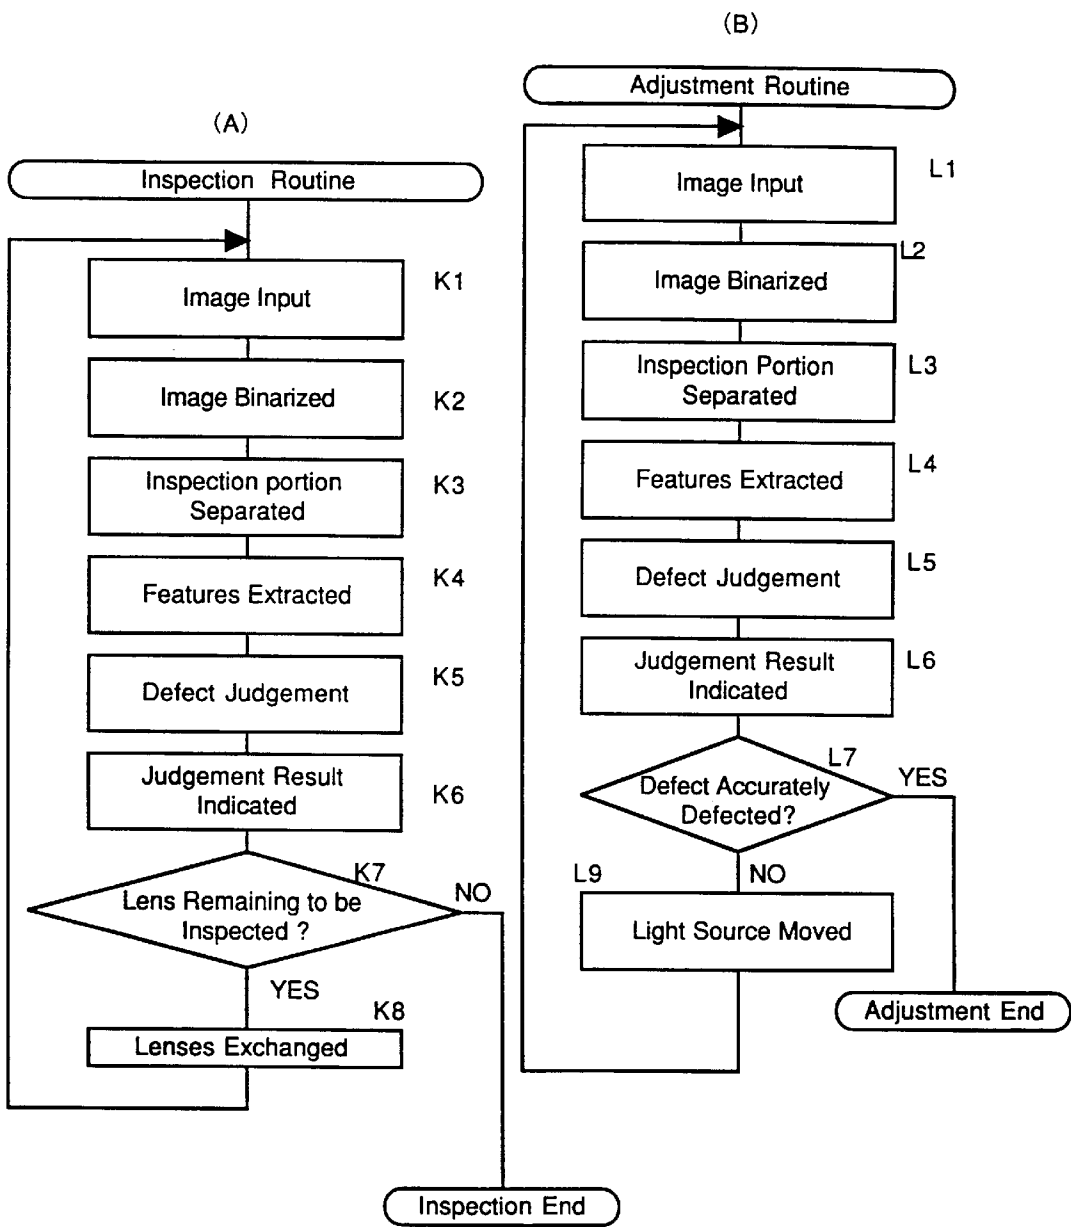 (A)
Inspection Routine
Image Input
K1
Image Binarized
K2
Inspection portion
Separated
K3
Features Extracted
K4
Defect Judgement
K5
Judgement Result
Indicated
K6
K7
Lens Remaining to be
Inspected ?
NO
YES
K8
Lenses Exchanged
Inspection End
(B)
Adjustment Routine
Image Input
L1
Image Binarized
L2
Inspection Portion
Separated
L3
Features Extracted
L4
Defect Judgement
L5
Judgement Result
Indicated
L6
L7
Defect Accurately
Defected?
YES
NO
L9
Light Source Moved
Adjustment End